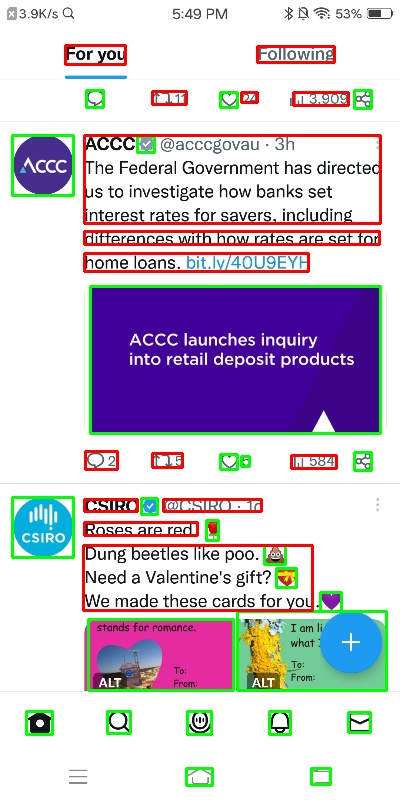 3.9K/s 5:49 PM 53%
For you Following
11 24 3,909
ACCC @acccgovau · 3h
ACCC
The Federal Government has directed
us to investigate how banks set
interest rates for savers, including
differences with how rates are set for
home loans. bit.ly/40U9EYH
ACCC launches inquiry
into retail deposit products
2 5 584
CSIRO @CSIRO · 1d
CSIRO
Roses are red
Dung beetles like poo.
Need a Valentine's gift?
We made these cards for you.
stands for romance.
To:
From:
ALT
I am
what
To:
From:
ALT